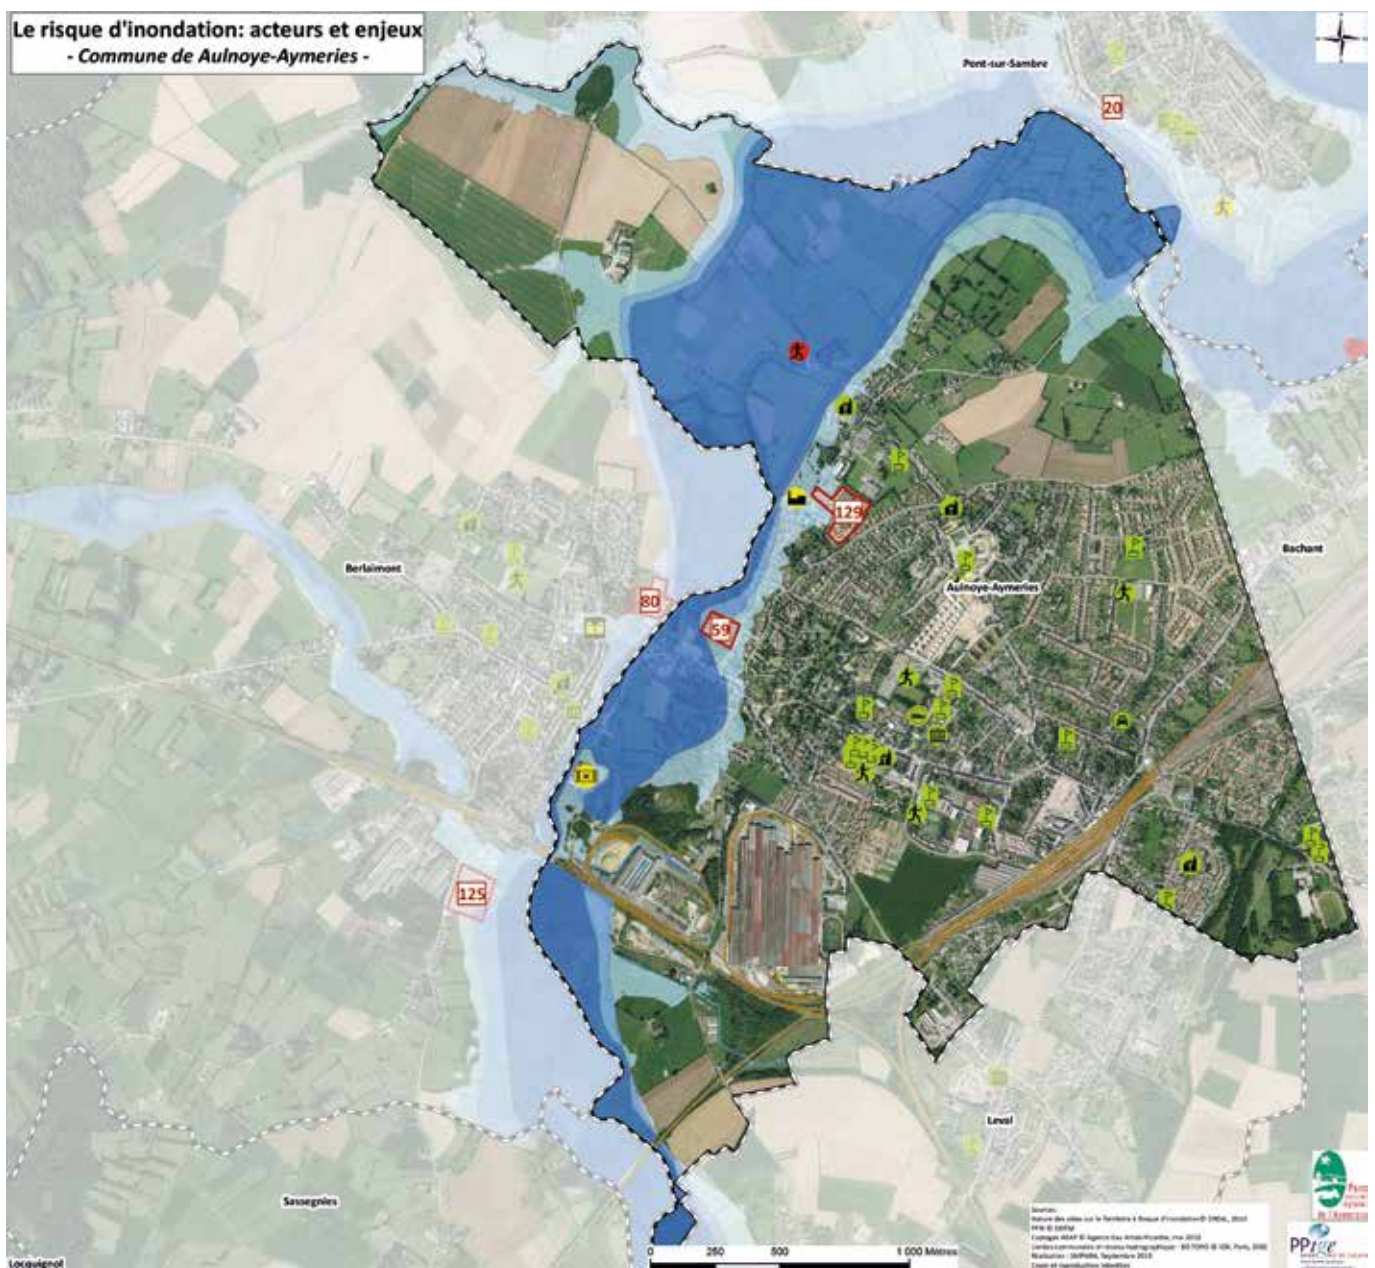 Le risque d'inondation: acteurs et enjeux
- Commune de Aulnoye-Aymeries -
Pont-sur-Sambre
20
129
Bachant
Berlaimont
Aulnoye-Aymeries
80
59
125
Leval
Sassegnies
Locquignol
0 250 500 1 000 Mètres
Sources:
PPige